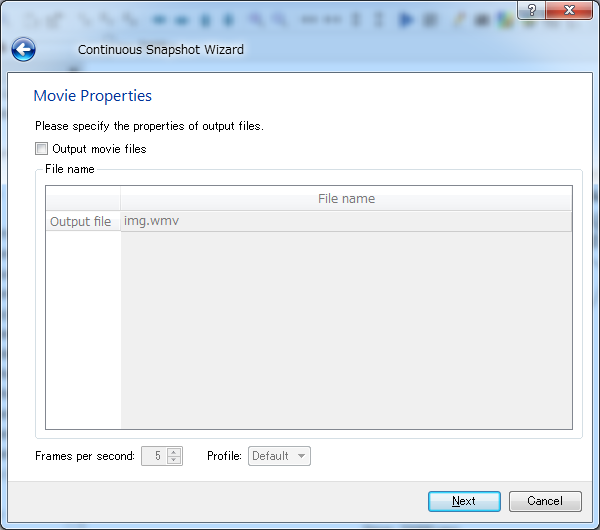 ?
Continuous Snapshot Wizard
Movie Properties
Please specify the properties of output files.
Output movie files
File name
File name
Output file img.wmv
Frames per second: 5 Profile: Default
Next Cancel